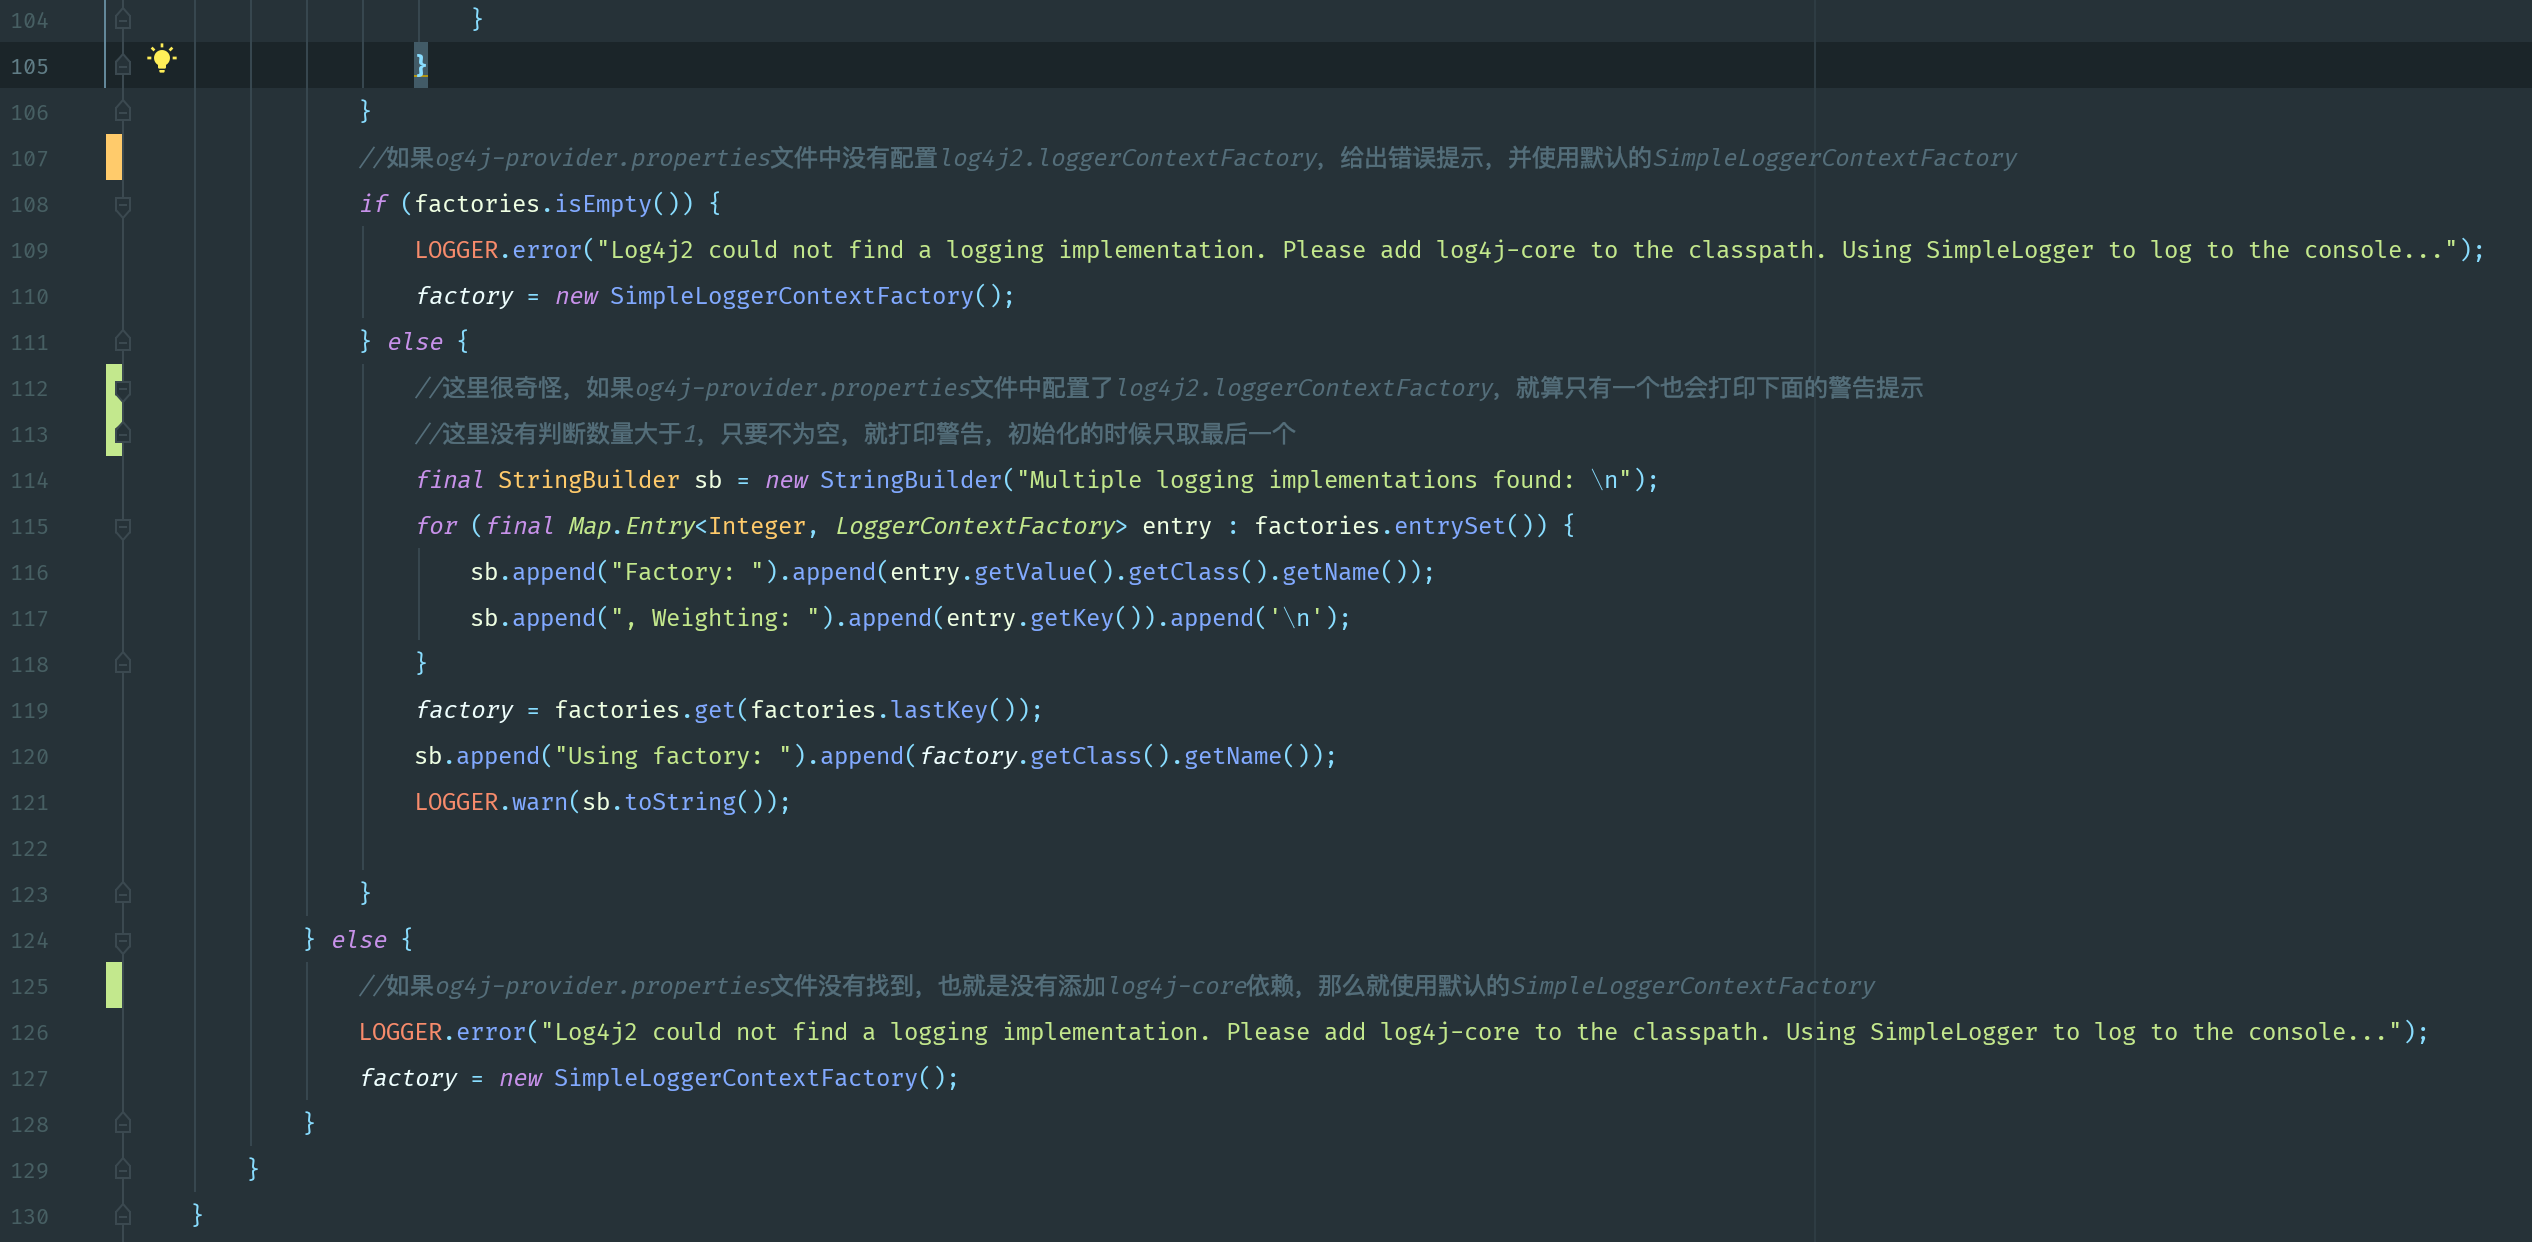 104 }
105 }
106 }
107 //如果og4j-provider.properties文件中没有配置log4j2.loggerContextFactory，给出错误提示，并使用默认的SimpleLoggerContextFactory
108 if (factories.isEmpty()) {
109 LOGGER.error("Log4j2 could not find a logging implementation. Please add log4j-core to the classpath. Using SimpleLogger to log to the console...");
110 factory = new SimpleLoggerContextFactory();
111 } else {
112 //这里很奇怪，如果og4j-provider.properties文件中配置了log4j2.loggerContextFactory，就算只有一个也会打印下面的警告提示
113 //这里没有判断数量大于1，只要不为空，就打印警告，初始化的时候只取最后一个
114 final StringBuilder sb = new StringBuilder("Multiple logging implementations found: \n");
115 for (final Map.Entry<Integer, LoggerContextFactory> entry : factories.entrySet()) {
116 sb.append("Factory: ").append(entry.getValue().getClass().getName());
117 sb.append(", Weighting: ").append(entry.getKey()).append('\n');
118 }
119 factory = factories.get(factories.lastKey());
120 sb.append("Using factory: ").append(factory.getClass().getName());
121 LOGGER.warn(sb.toString());
122
123 }
124 } else {
125 //如果og4j-provider.properties文件没有找到，也就是没有添加log4j-core依赖，那么就使用默认的SimpleLoggerContextFactory
126 LOGGER.error("Log4j2 could not find a logging implementation. Please add log4j-core to the classpath. Using SimpleLogger to log to the console...");
127 factory = new SimpleLoggerContextFactory();
128 }
129 }
130 }